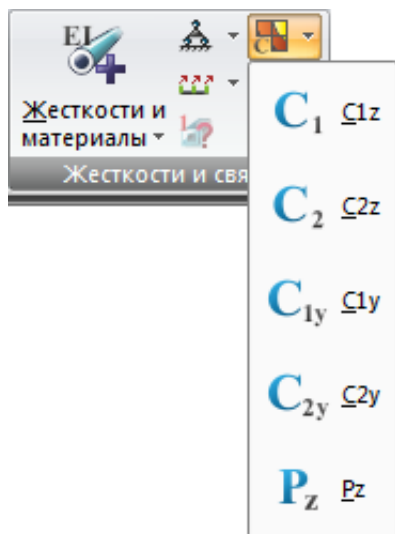 EI
C
Жесткости и
материалы
Жесткости и свя
C1 C1z
C2 C2z
C1y C1y
C2y C2y
Pz Pz